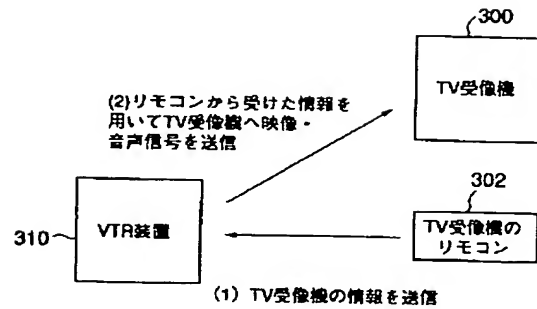 300
TV受像機
(2)リモコンから受けた情報を
用いてTV受像機へ映像・
音声信号を送信
302
TV受像機の
リモコン
310
VTR装置
(1) TV受像機の情報を送信